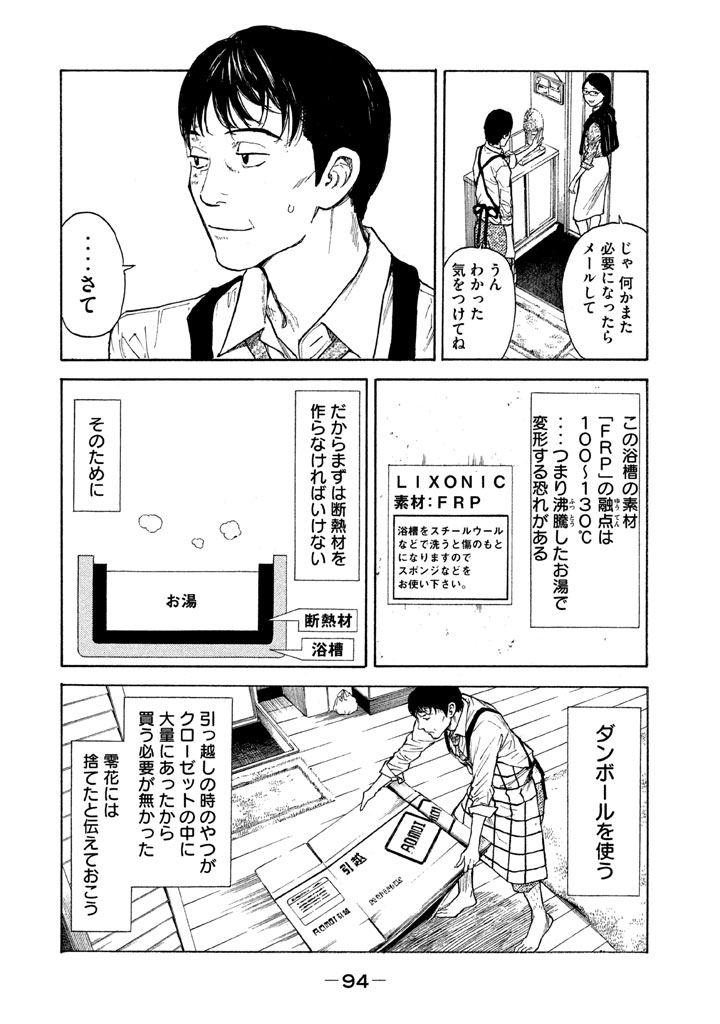 じゃ 何かまた
必要になったら
メールして
うん
わかった
気をつけてね
‥‥さて
この浴槽の素材
「FRP」の融点は
100〜130℃
‥‥つまり沸騰したお湯で
変形する恐れがある
LIXONIC
素材：FRP
浴槽をスチールウール
などで洗うと傷のもと
になりますので
スポンジなどを
お使い下さい。
だからまずは断熱材を
作らなければいけない
そのために
お湯
断熱材
浴槽
ダンボールを使う
引っ越しの時のやつが
クローゼットの中に
大量にあったから
買う必要が無かった
零花には
捨てたと伝えておこう
引越
－94－